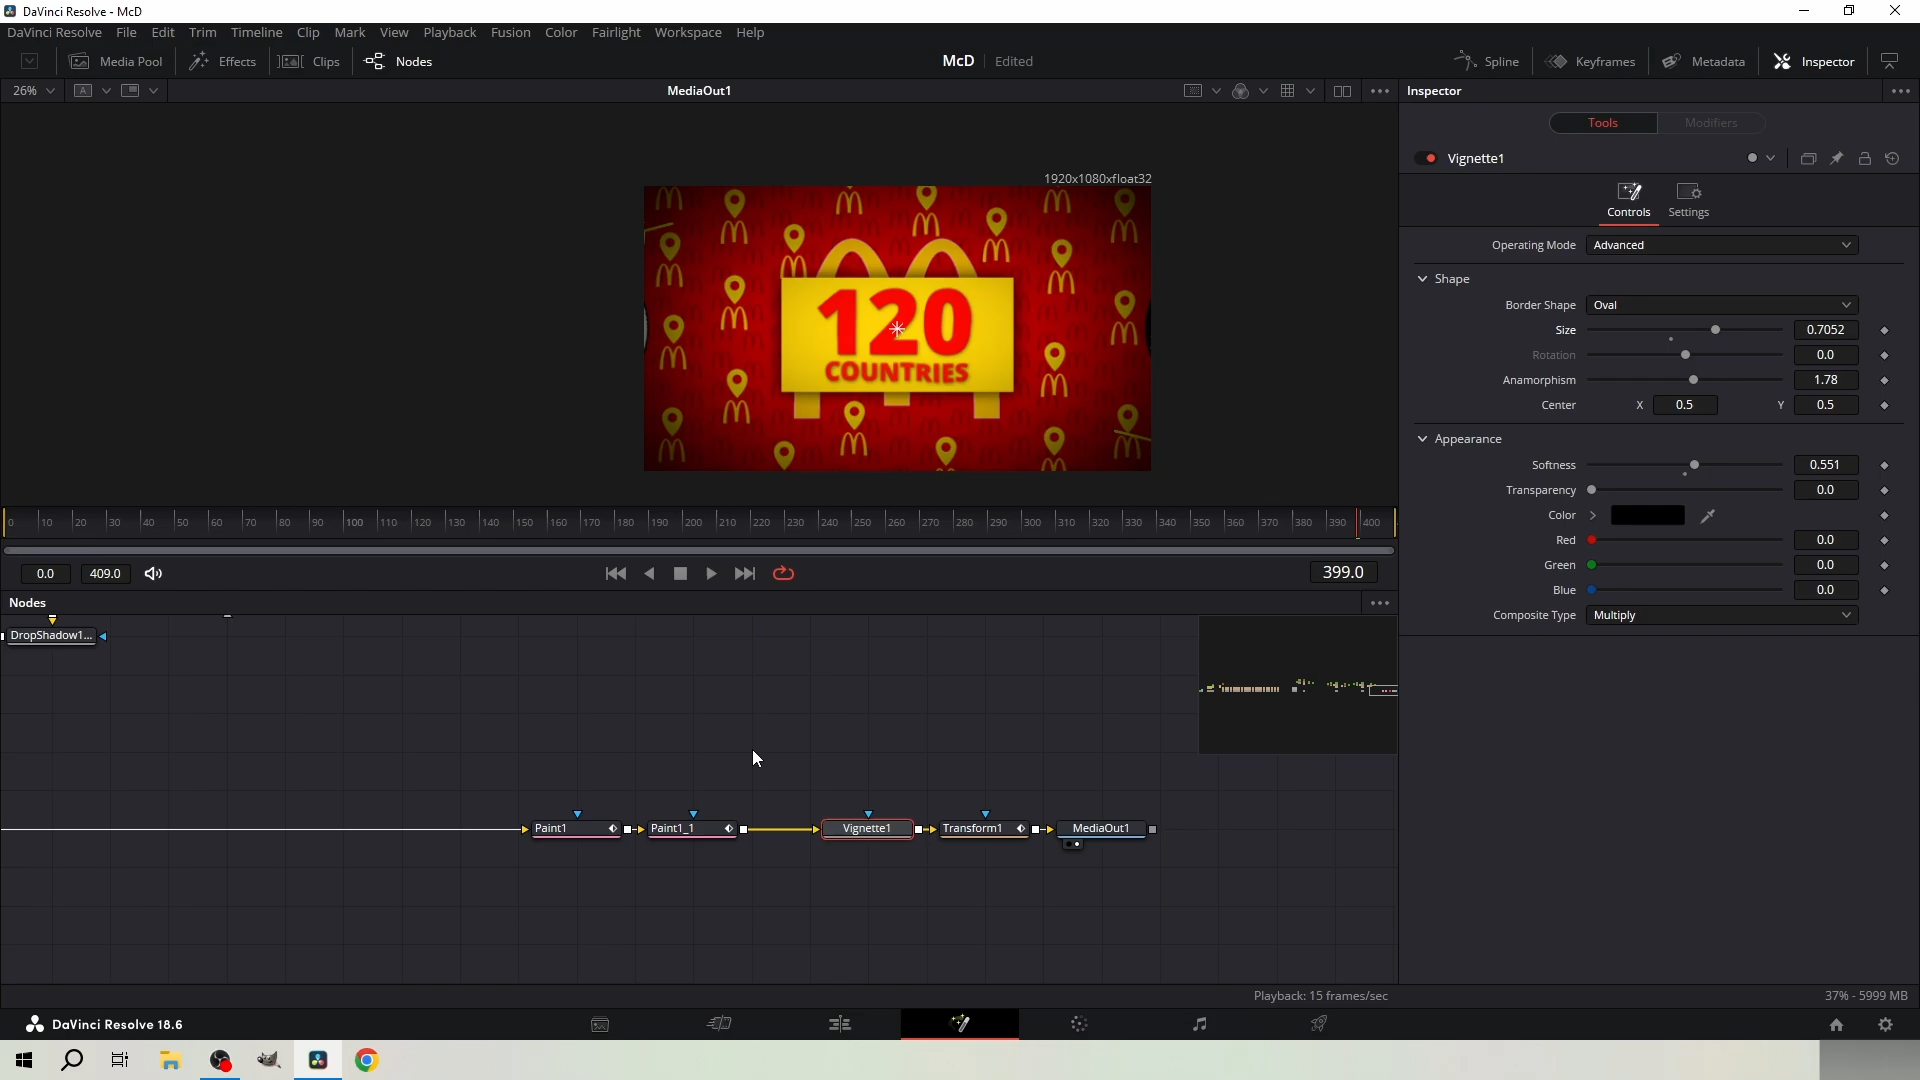 DaVinci Resolve - McD
DaVinci Resolve File Edit Trim Timeline Clip Mark View Playback Fusion Color Fairlight Workspace Help
Media Pool Effects Clips Nodes McD Edited Spline Keyframes Metadata Inspector
26% A MediaOut1 Inspector
Tools Modifiers
Vignette1
1920x1080xfloat32
120
COUNTRIES
Controls Settings
Operating Mode Advanced
Shape
Border Shape Oval
Size 0.7052
Rotation 0.0
Anamorphism 1.78
Center X 0.5 Y 0.5
Appearance
Softness 0.551
Transparency 0.0
Color
Red 0.0
Green 0.0
Blue 0.0
Composite Type Multiply
0 10 20 30 40 50 60 70 80 90 100 110 120 130 140 150 160 170 180 190 200 210 220 230 240 250 260 270 280 290 300 310 320 330 340 350 360 370 380 390 400
0.0 409.0 399.0
Nodes
DropShadow1...
Paint1 Paint1_1 Vignette1 Transform1 MediaOut1
Playback: 15 frames/sec 37% - 5999 MB
DaVinci Resolve 18.6